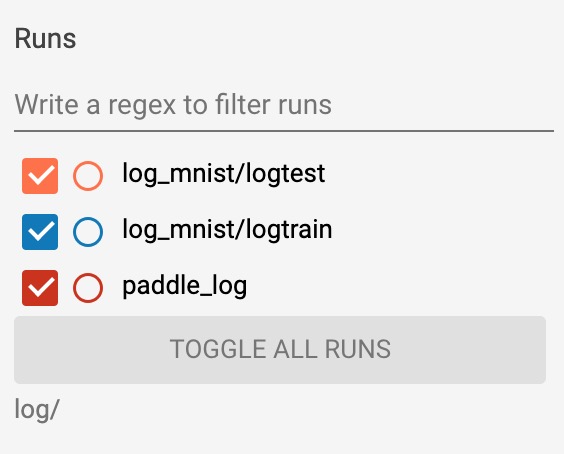 Runs
Write a regex to filter runs
log_mnist/logtest
log_mnist/logtrain
paddle_log
TOGGLE ALL RUNS
log/